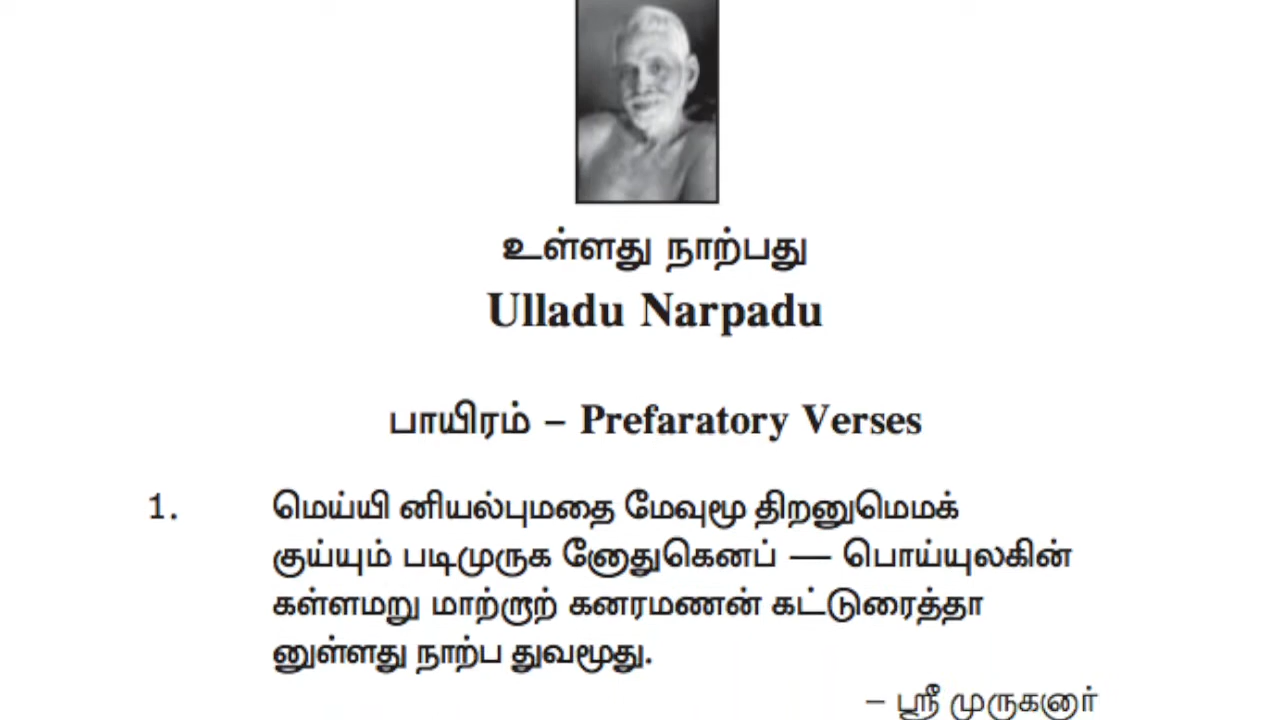 உள்ளது நாற்பது
Ulladu Narpadu
பாயிரம் – Prefaratory Verses
1. மெய்யி னியல்புமதை மேவுமூ திறனுமெமக்
குய்யும் படிமுருக னோதுகெனப் — பொய்யுலகின்
கள்ளமறு மாற்றாற் கனரமணன் கட்டுரைத்தா
னுள்ளது நாற்ப துவமூது.
– ஸ்ரீ முருகனார்